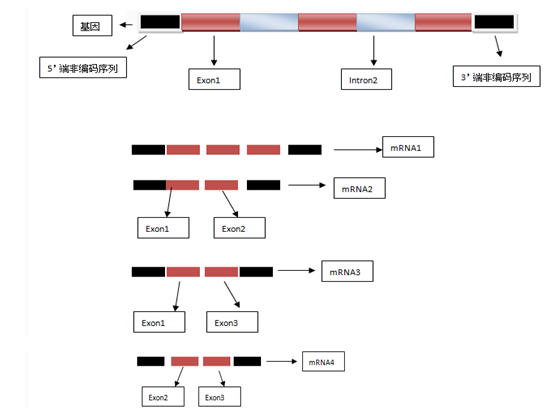 基因
5'端非编码序列
Exon1
Intron2
3'端非编码序列
mRNA1
mRNA2
Exon1
Exon2
mRNA3
Exon1
Exon3
mRNA4
Exon2
Exon3